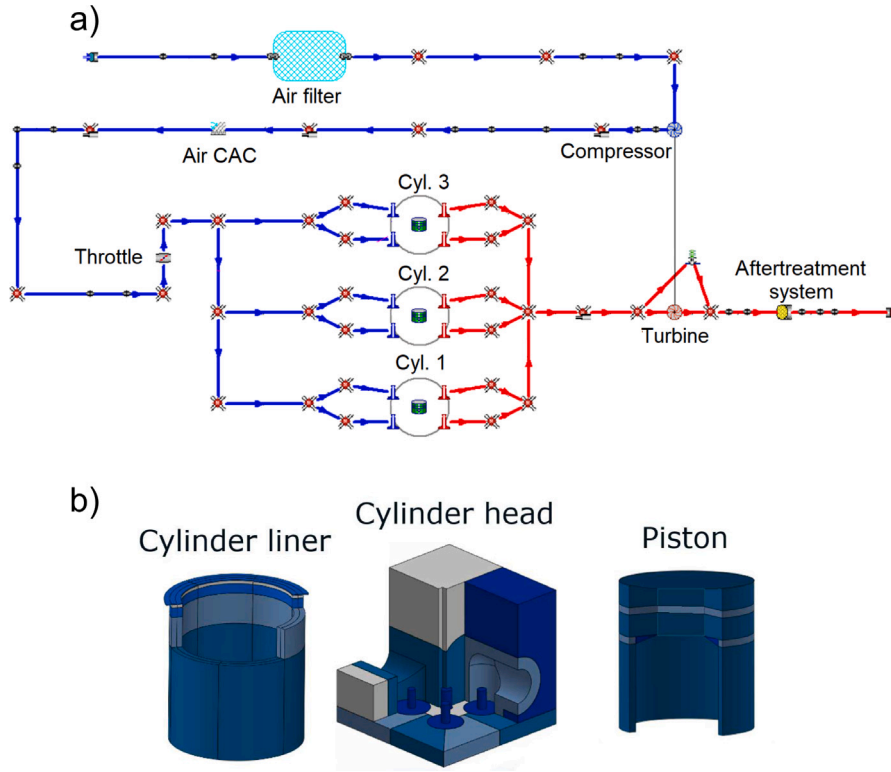 a)
Air filter
Air CAC
Compressor
Cyl. 3
Throttle
Cyl. 2
Aftertreatment
system
Turbine
Cyl. 1
b)
Cylinder liner
Cylinder head
Piston